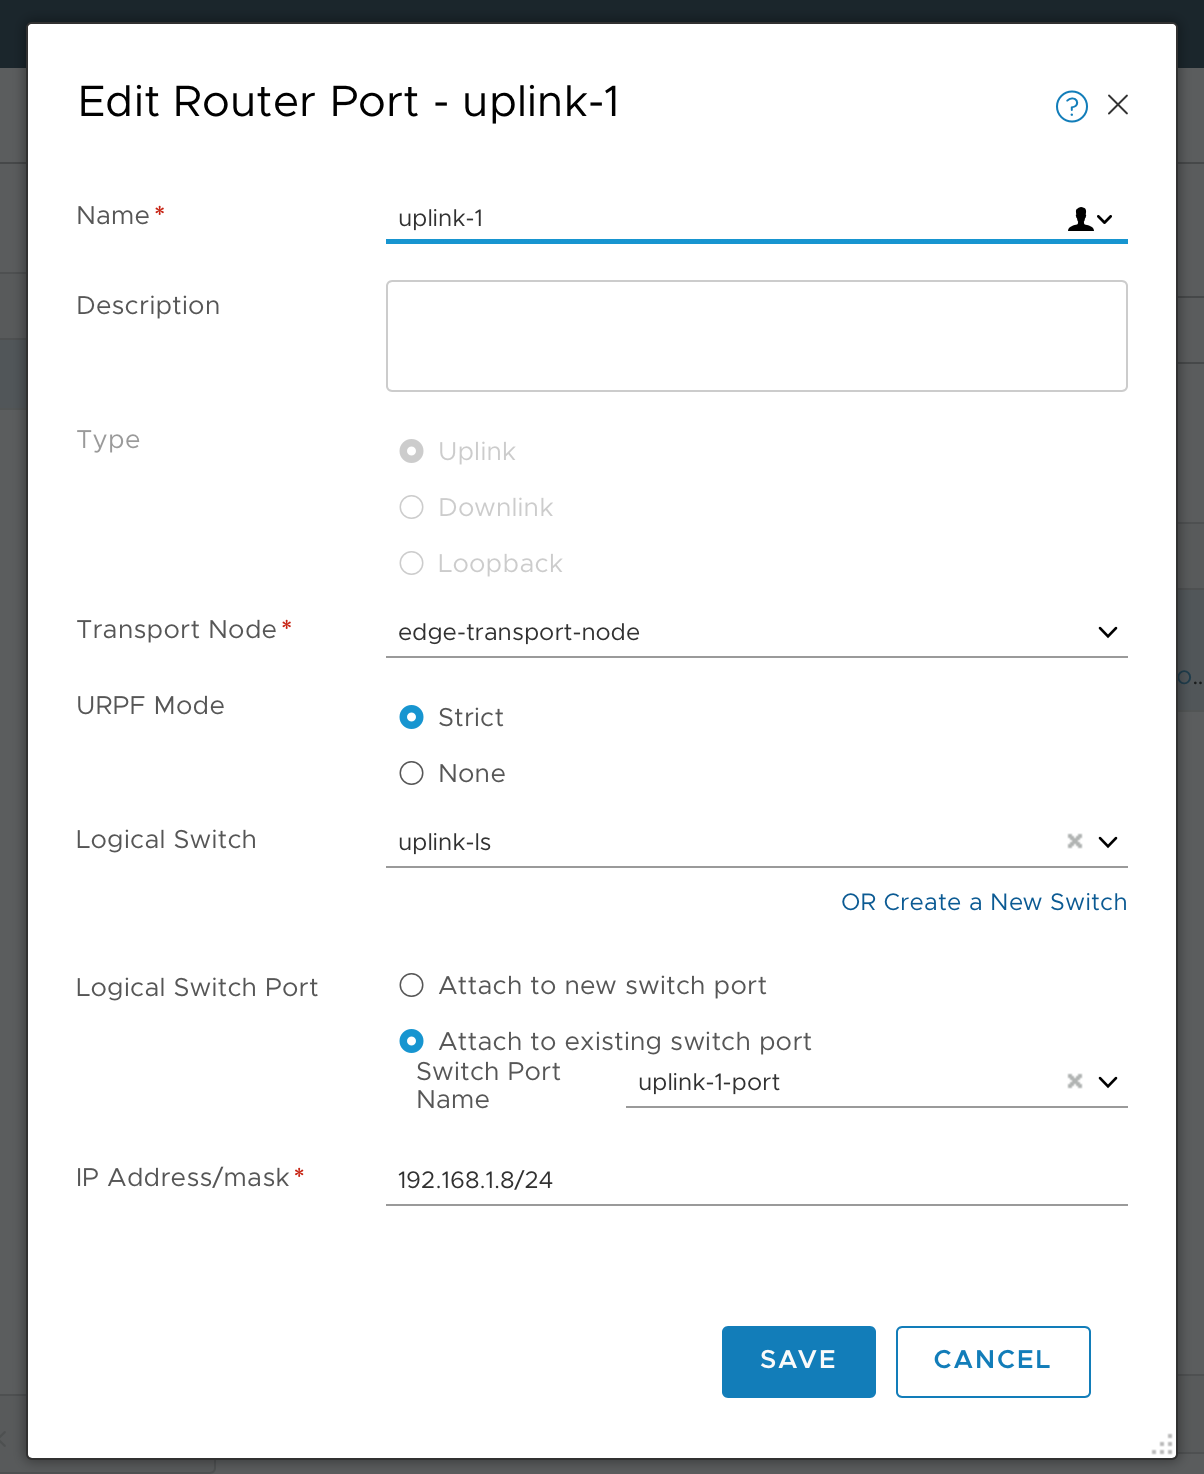 Edit Router Port - uplink-1
?
Name*
uplink-1
Description
Type
Uplink
Downlink
Loopback
Transport Node*
edge-transport-node
URPF Mode
Strict
None
Logical Switch
uplink-ls
OR Create a New Switch
Logical Switch Port
Attach to new switch port
Attach to existing switch port
Switch Port
Name
uplink-1-port
IP Address/mask*
192.168.1.8/24
SAVE
CANCEL